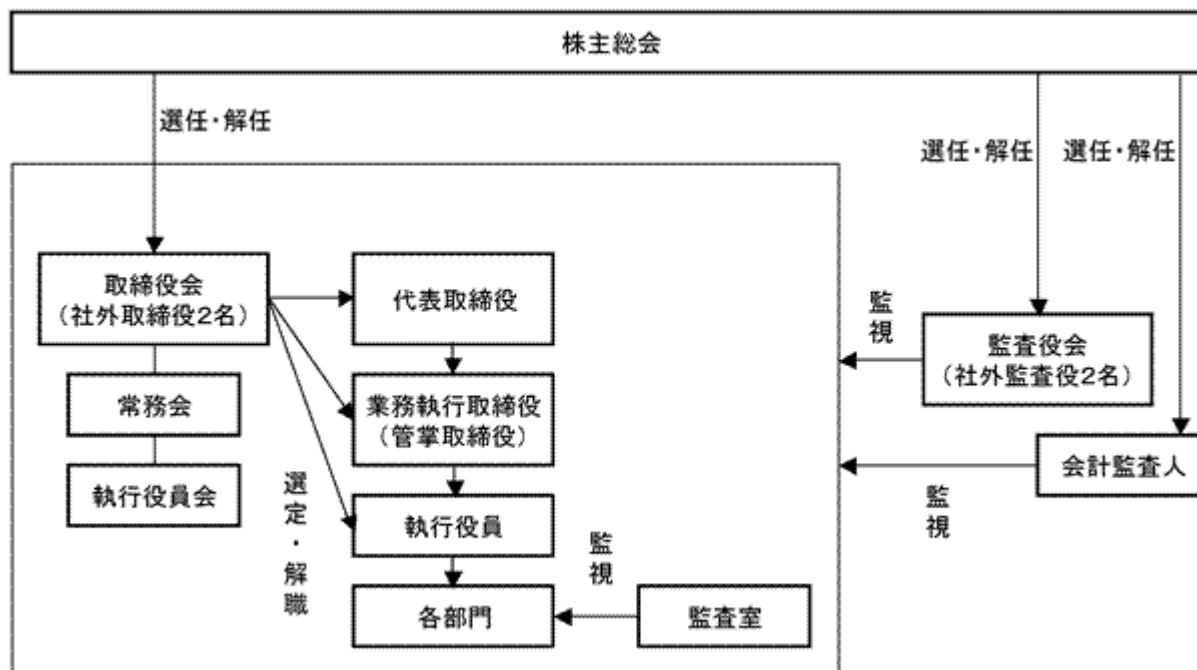 株主総会
選任・解任
選任・解任
選任・解任
取締役会
（社外取締役2名）
代表取締役
監視
監査役会
（社外監査役2名）
常務会
業務執行取締役
（管掌取締役）
会計監査人
執行役員会
選定・解職
監視
執行役員
監視
各部門
監査室